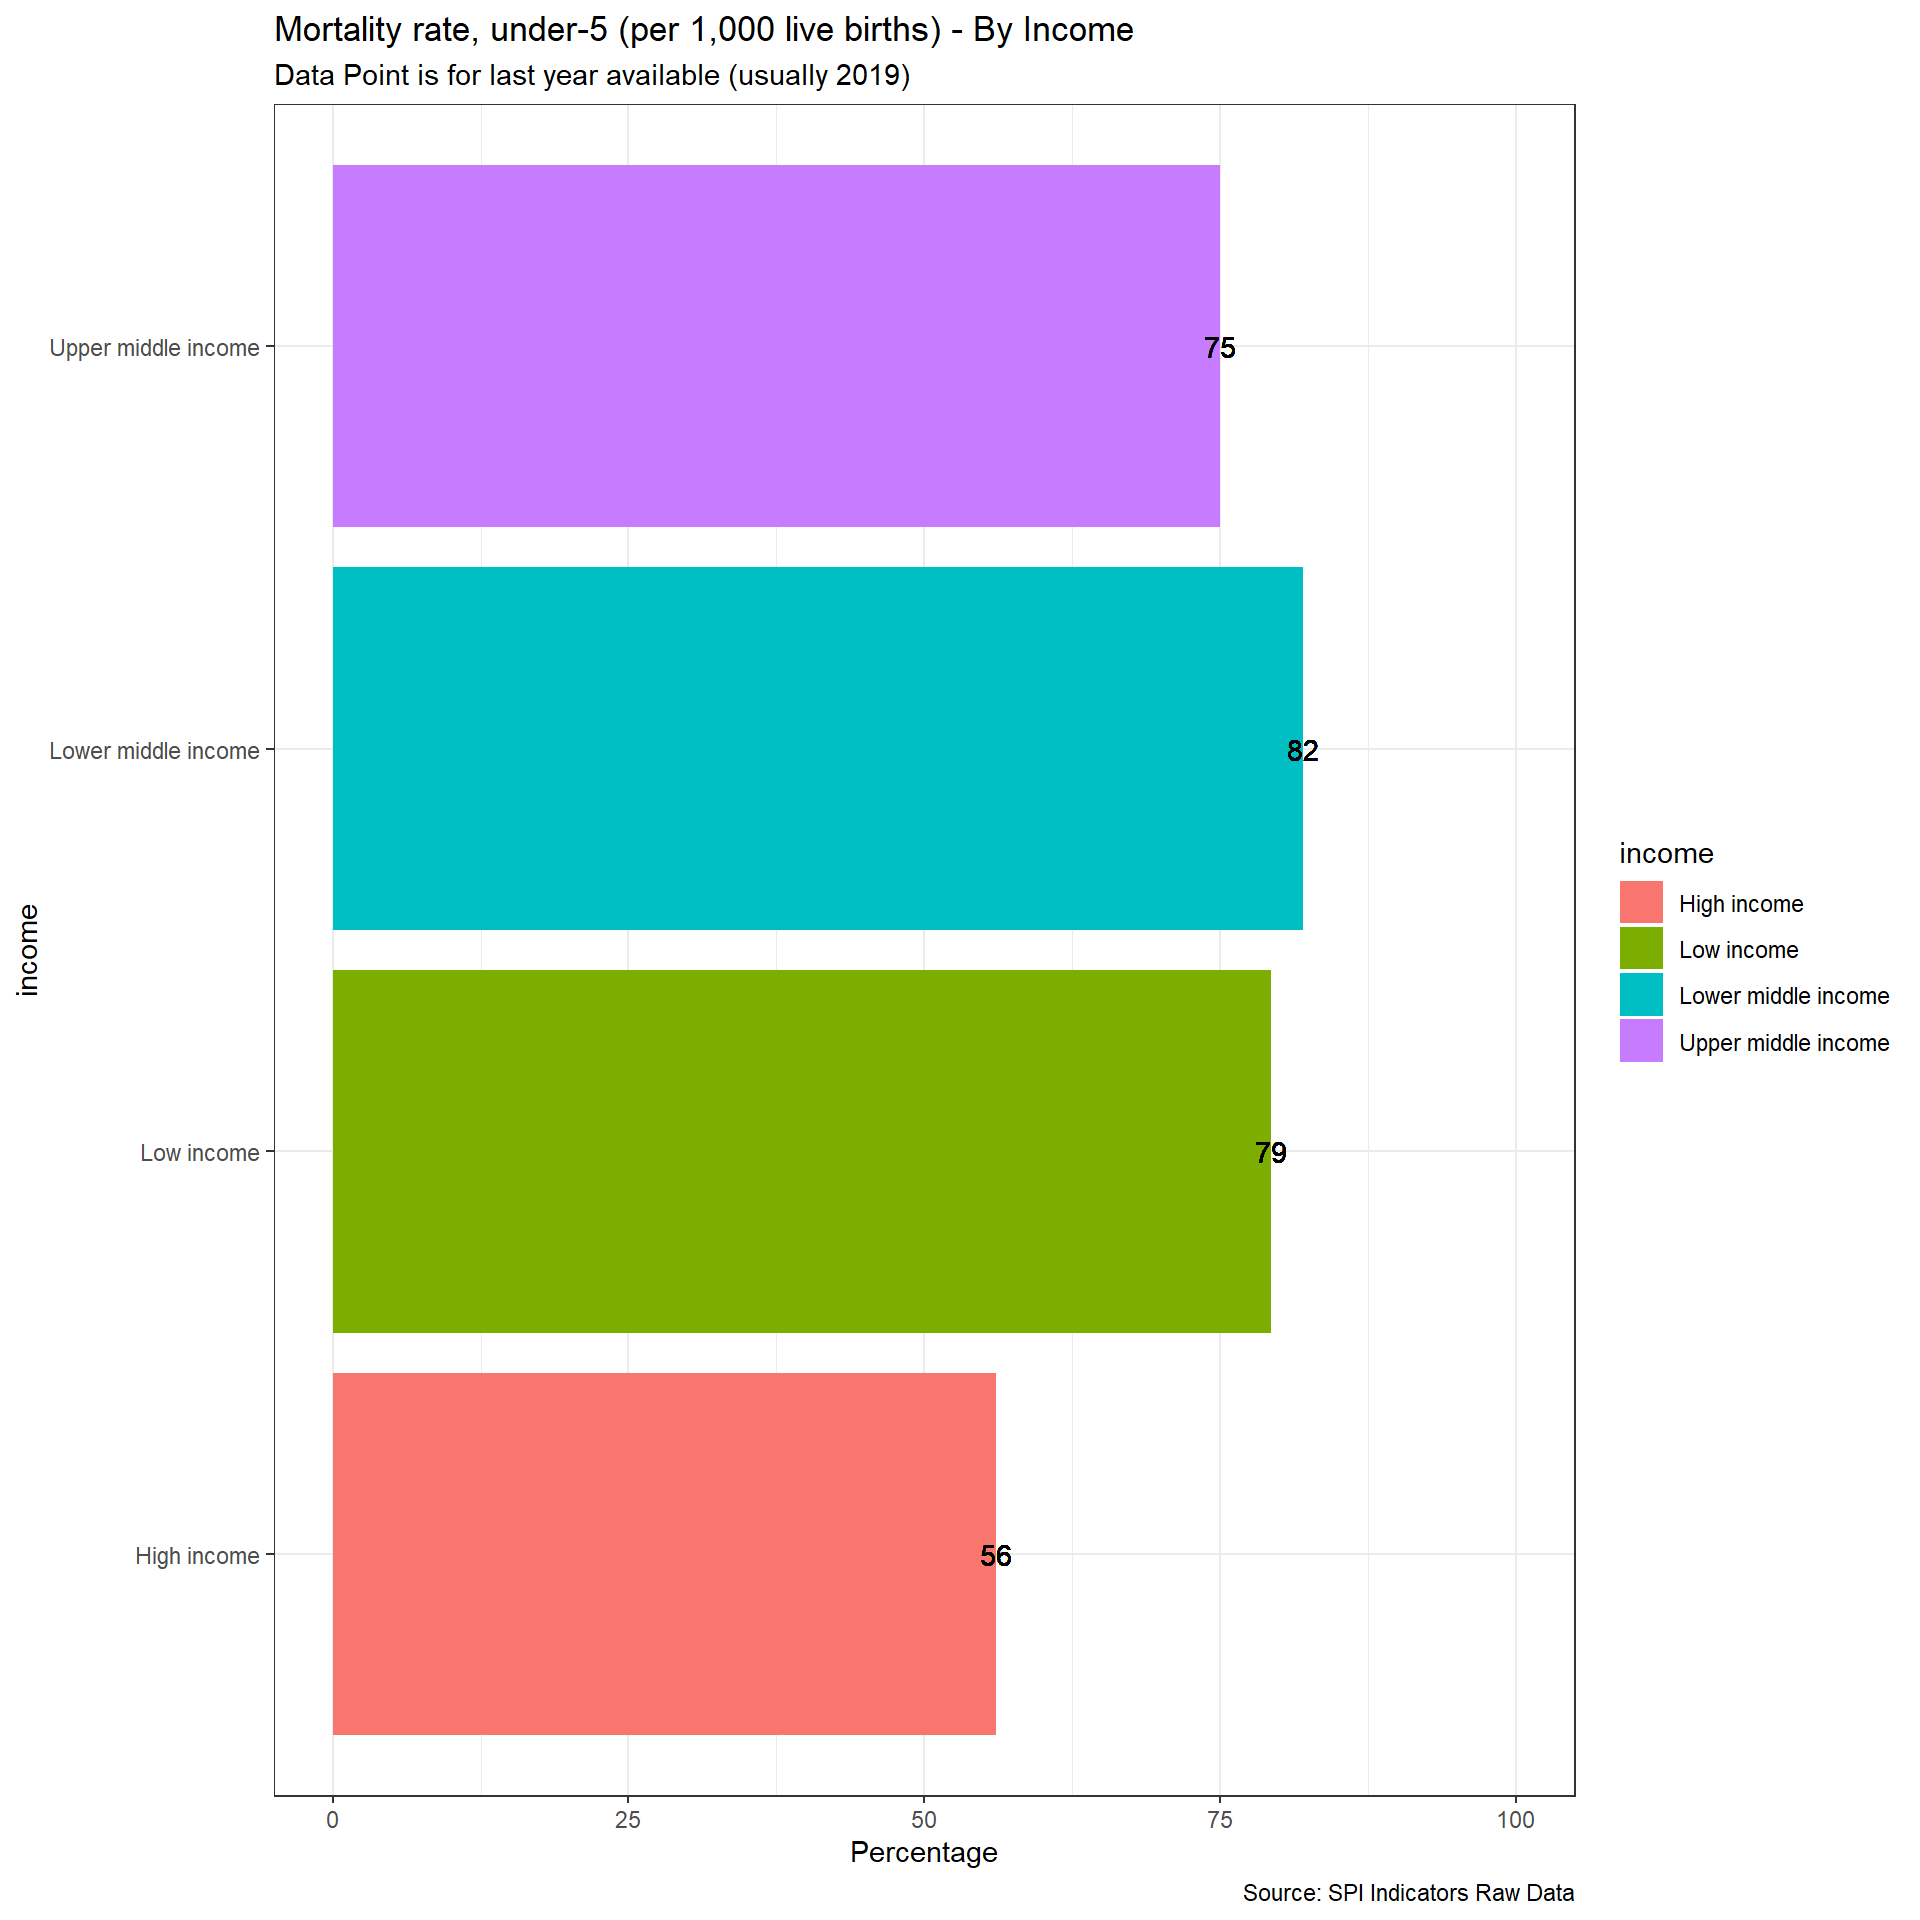 Mortality rate, under-5 (per 1,000 live births) - By Income
Data Point is for last year available (usually 2019)
Upper middle income
75
Lower middle income
82
Low income
79
High income
56
income
0 25 50 75 100
Percentage
Source: SPI Indicators Raw Data
income
High income
Low income
Lower middle income
Upper middle income